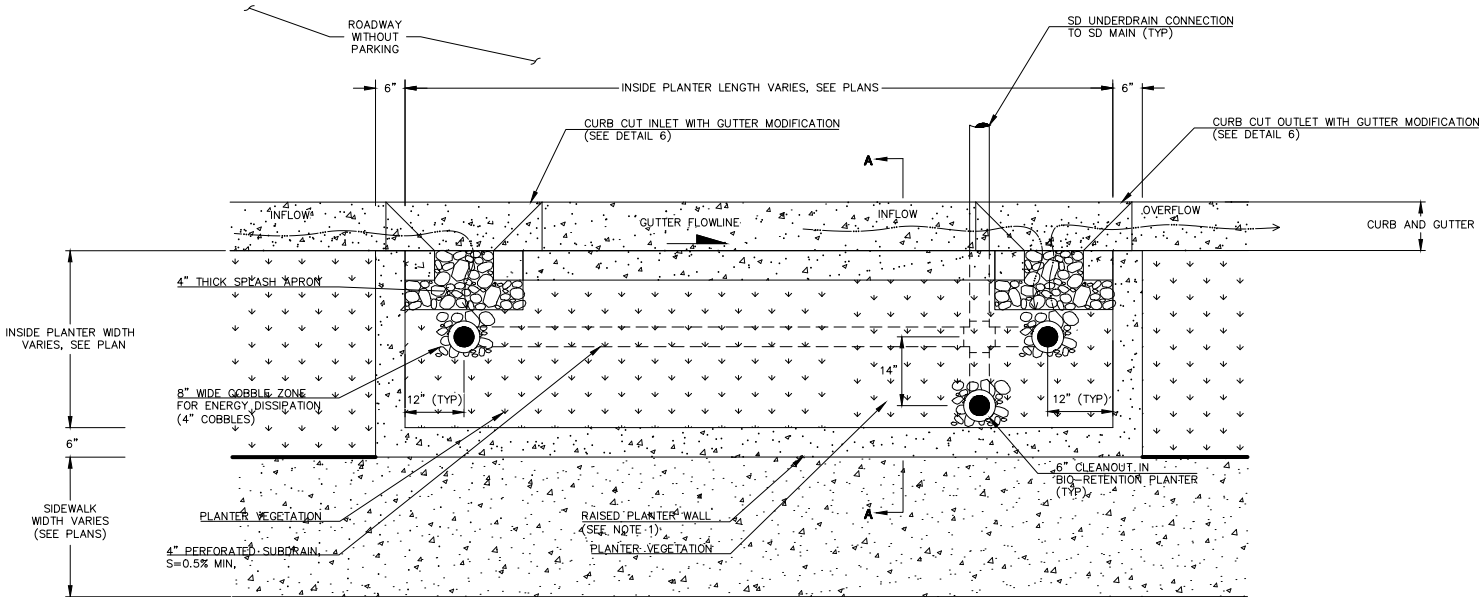 ROADWAY
WITHOUT
PARKING
SD UNDERDRAIN CONNECTION
TO SD MAIN (TYP)
6"
INSIDE PLANTER LENGTH VARIES, SEE PLANS
6"
CURB CUT INLET WITH GUTTER MODIFICATION
(SEE DETAIL 6)
CURB CUT OUTLET WITH GUTTER MODIFICATION
(SEE DETAIL 6)
A
INFLOW
GUTTER FLOWLINE
INFLOW
OVERFLOW
CURB AND GUTTER
4" THICK SPLASH APRON
INSIDE PLANTER WIDTH
VARIES, SEE PLAN
14"
8" WIDE COBBLE ZONE
FOR ENERGY DISSIPATION
(4" COBBLES)
12" (TYP)
12" (TYP)
6"
6" CLEANOUT IN
BIO-RETENTION PLANTER
(TYP)
SIDEWALK
WIDTH VARIES
(SEE PLANS)
PLANTER VEGETATION
RAISED PLANTER WALL
(SEE NOTE 1)
A
PLANTER VEGETATION
4" PERFORATED SUBDRAIN,
S=0.5% MIN,